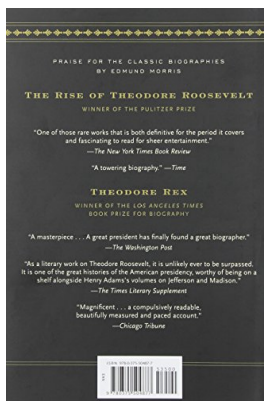 PRAISE FOR THE CLASSIC BIOGRAPHIES
BY EDMUND MORRIS
THE RISE OF THEODORE ROOSEVELT
WINNER OF THE PULITZER PRIZE
"One of those rare works that is both definitive for the period it covers
and fascinating to read for sheer entertainment."
—The New York Times Book Review
"A towering biography." —Time
THEODORE REX
WINNER OF THE LOS ANGELES TIMES
BOOK PRIZE FOR BIOGRAPHY
"A masterpiece . . . A great president has finally found a great biographer."
—The Washington Post
"As a literary work on Theodore Roosevelt, it is unlikely ever to be surpassed.
It is one of the great histories of the American presidency, worthy of being on a
shelf alongside Henry Adams's volumes on Jefferson and Madison."
—The Times Literary Supplement
"Magnificent . . . a compulsively readable,
beautifully measured and paced account."
—Chicago Tribune